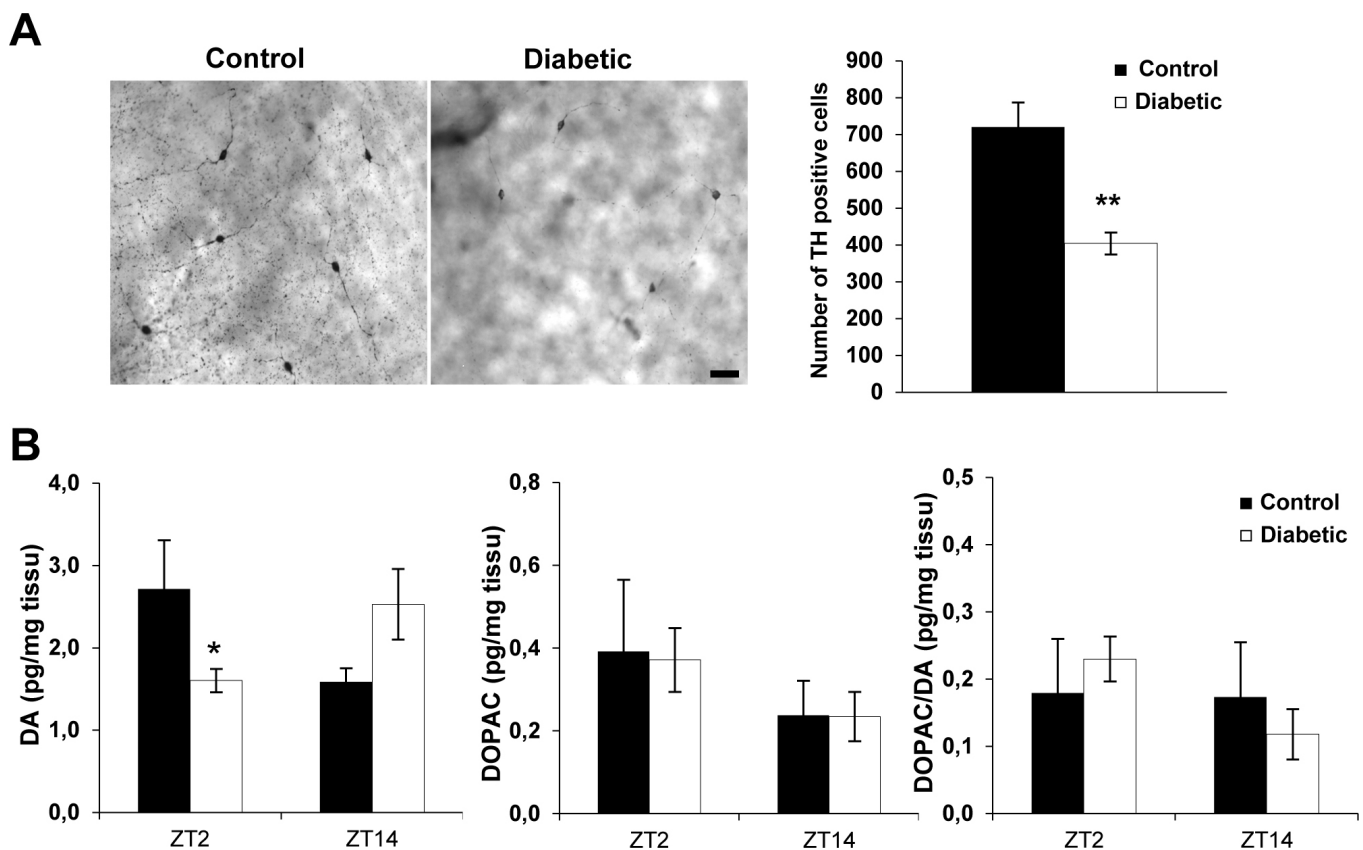 A
Control
Diabetic
Number of TH positive cells
900
800
700
600
500
400
300
200
100
0
Control
Diabetic
**
B
DA (pg/mg tissu)
4,0
3,0
2,0
1,0
0,0
*
ZT2
ZT14
DOPAC (pg/mg tissu)
0,8
0,6
0,4
0,2
0,0
ZT2
ZT14
DOPAC/DA (pg/mg tissu)
0,5
0,4
0,3
0,2
0,1
0,0
Control
Diabetic
ZT2
ZT14